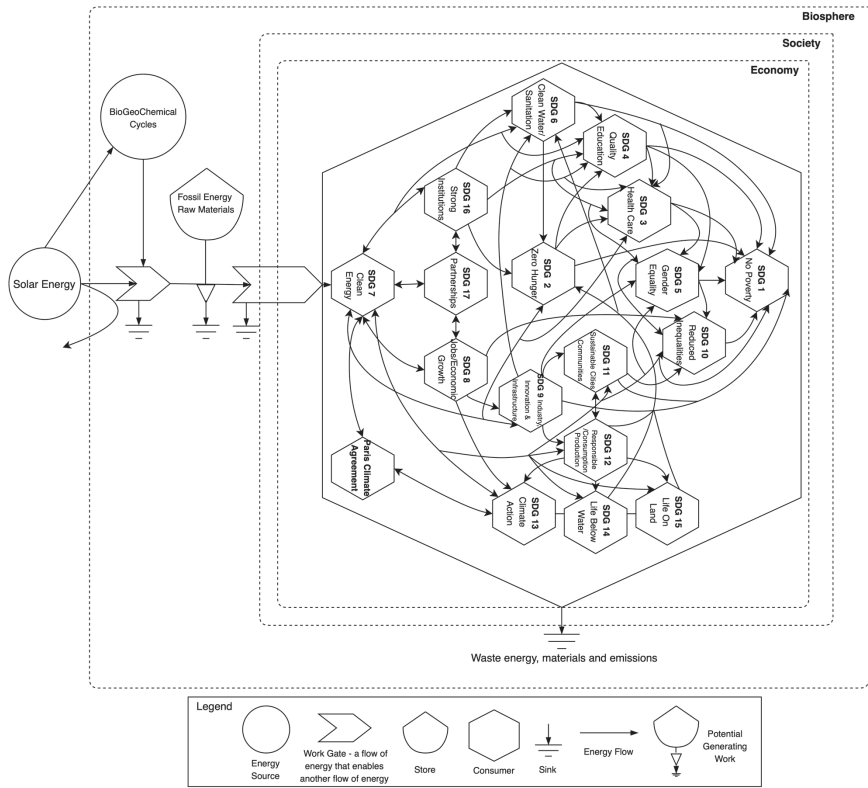 Biosphere
Society
Economy
BioGeoChemical
Cycles
Fossil Energy
Raw Materials
Solar Energy
SDG 6
Clean Water/
Sanitation
SDG 4
Quality
Education
SDG 16
Strong
Institutions
SDG 3
Health Care
SDG 7
Clean
Energy
SDG 17
Partnerships
SDG 2
Zero Hunger
SDG 5
Gender
Equality
SDG 1
No Poverty
SDG 10
Reduced
Inequalities
SDG 8
Jobs/Economic
Growth
SDG 11
Sustainable Cities/
Communities
SDG 9 Industry,
Innovation &
Infrastructure
SDG 12
Responsible
/Consumption
Production
Paris Climate
Agreement
SDG 13
Climate
Action
SDG 14
Life Below
Water
SDG 15
Life On
Land
Waste energy, materials and emissions
Legend
Energy
Source
Work Gate - a flow of
energy that enables
another flow of energy
Store
Consumer
Sink
Energy Flow
Potential
Generating
Work